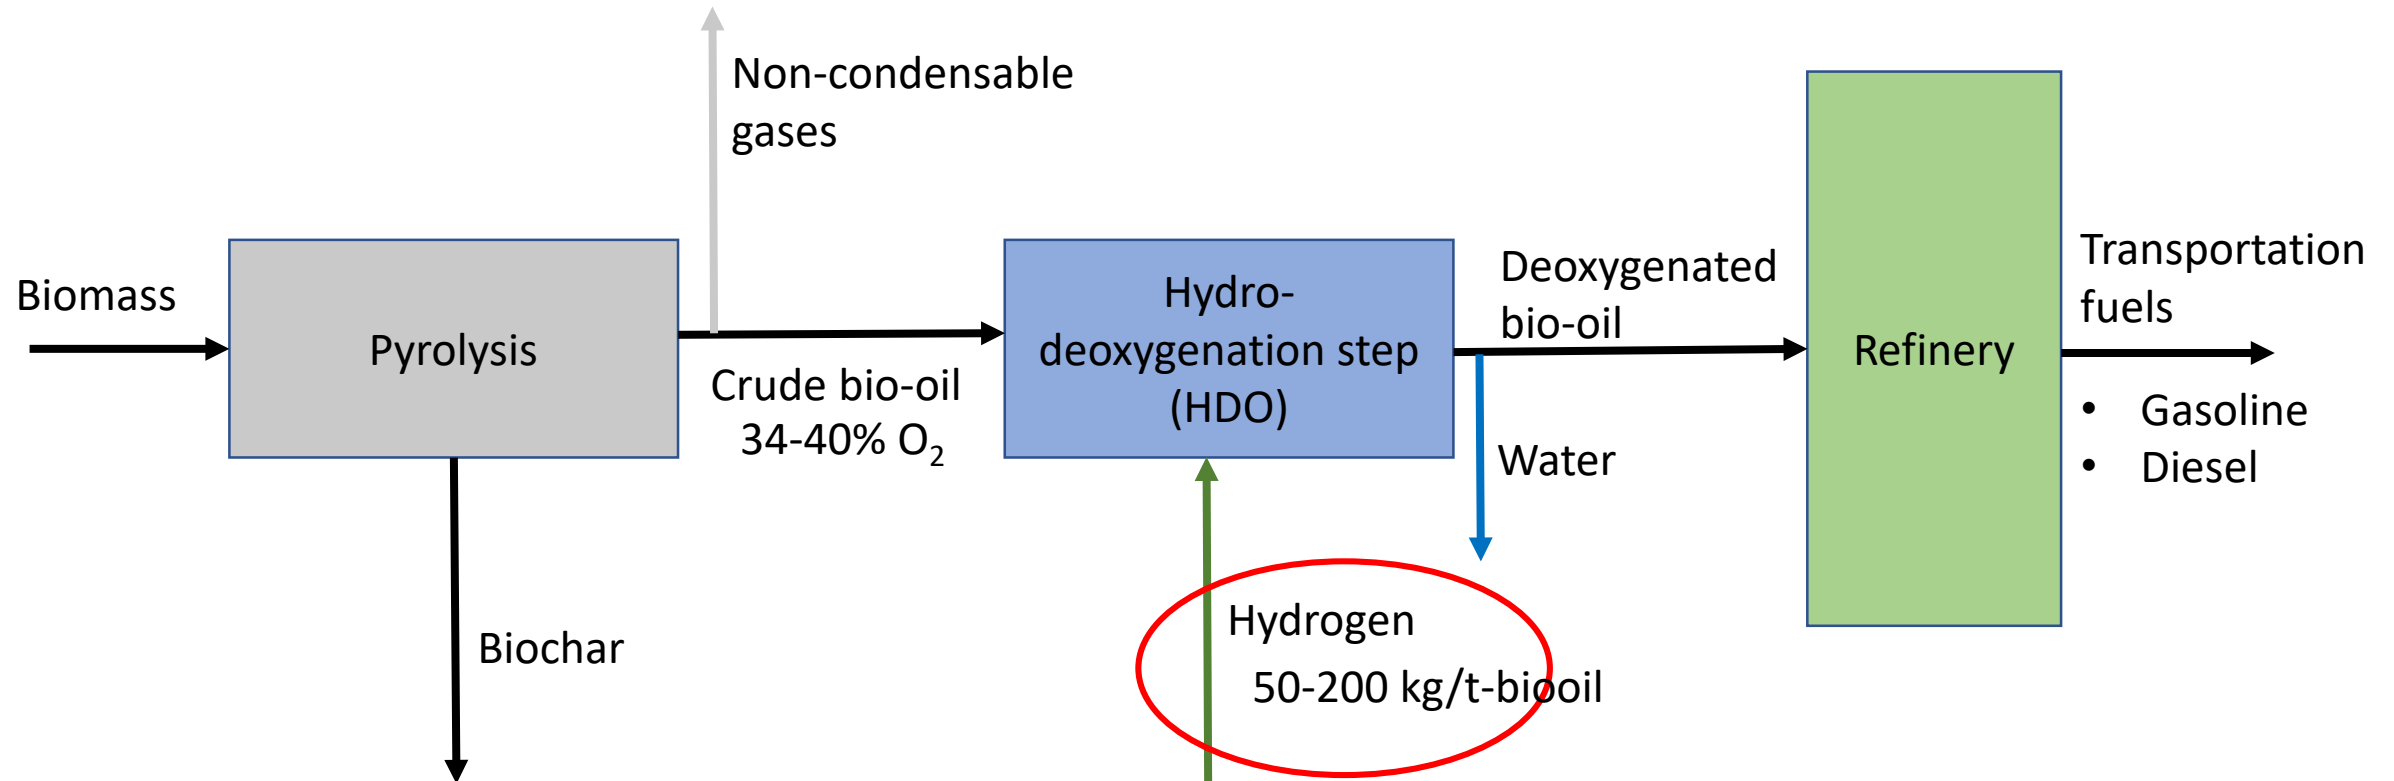 Non-condensable
gases
Biomass
Pyrolysis
Crude bio-oil
34-40% O₂
Hydro-
deoxygenation step
(HDO)
Deoxygenated
bio-oil
Water
Refinery
Transportation
fuels
• Gasoline
• Diesel
Biochar
Hydrogen
50-200 kg/t-biooil